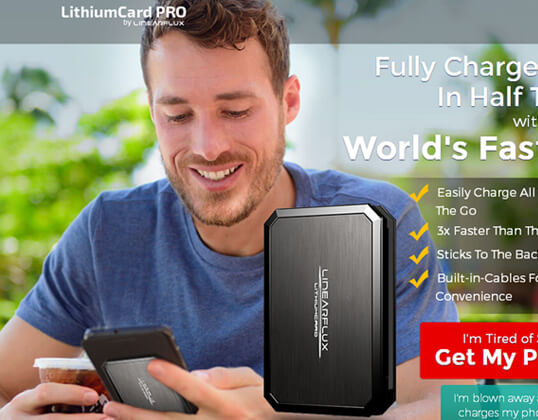 LithiumCard PRO
by LINEARFLUX
Fully Charge
In Half T
wit
World's Fast
Easily Charge All
The Go
3x Faster Than Th
Sticks To The Bac
Built-in-Cables Fo
Convenience
LINEARFLUX
LITHIUMCARD
I'm Tired of
Get My P
I'm blown away a
charges my pho